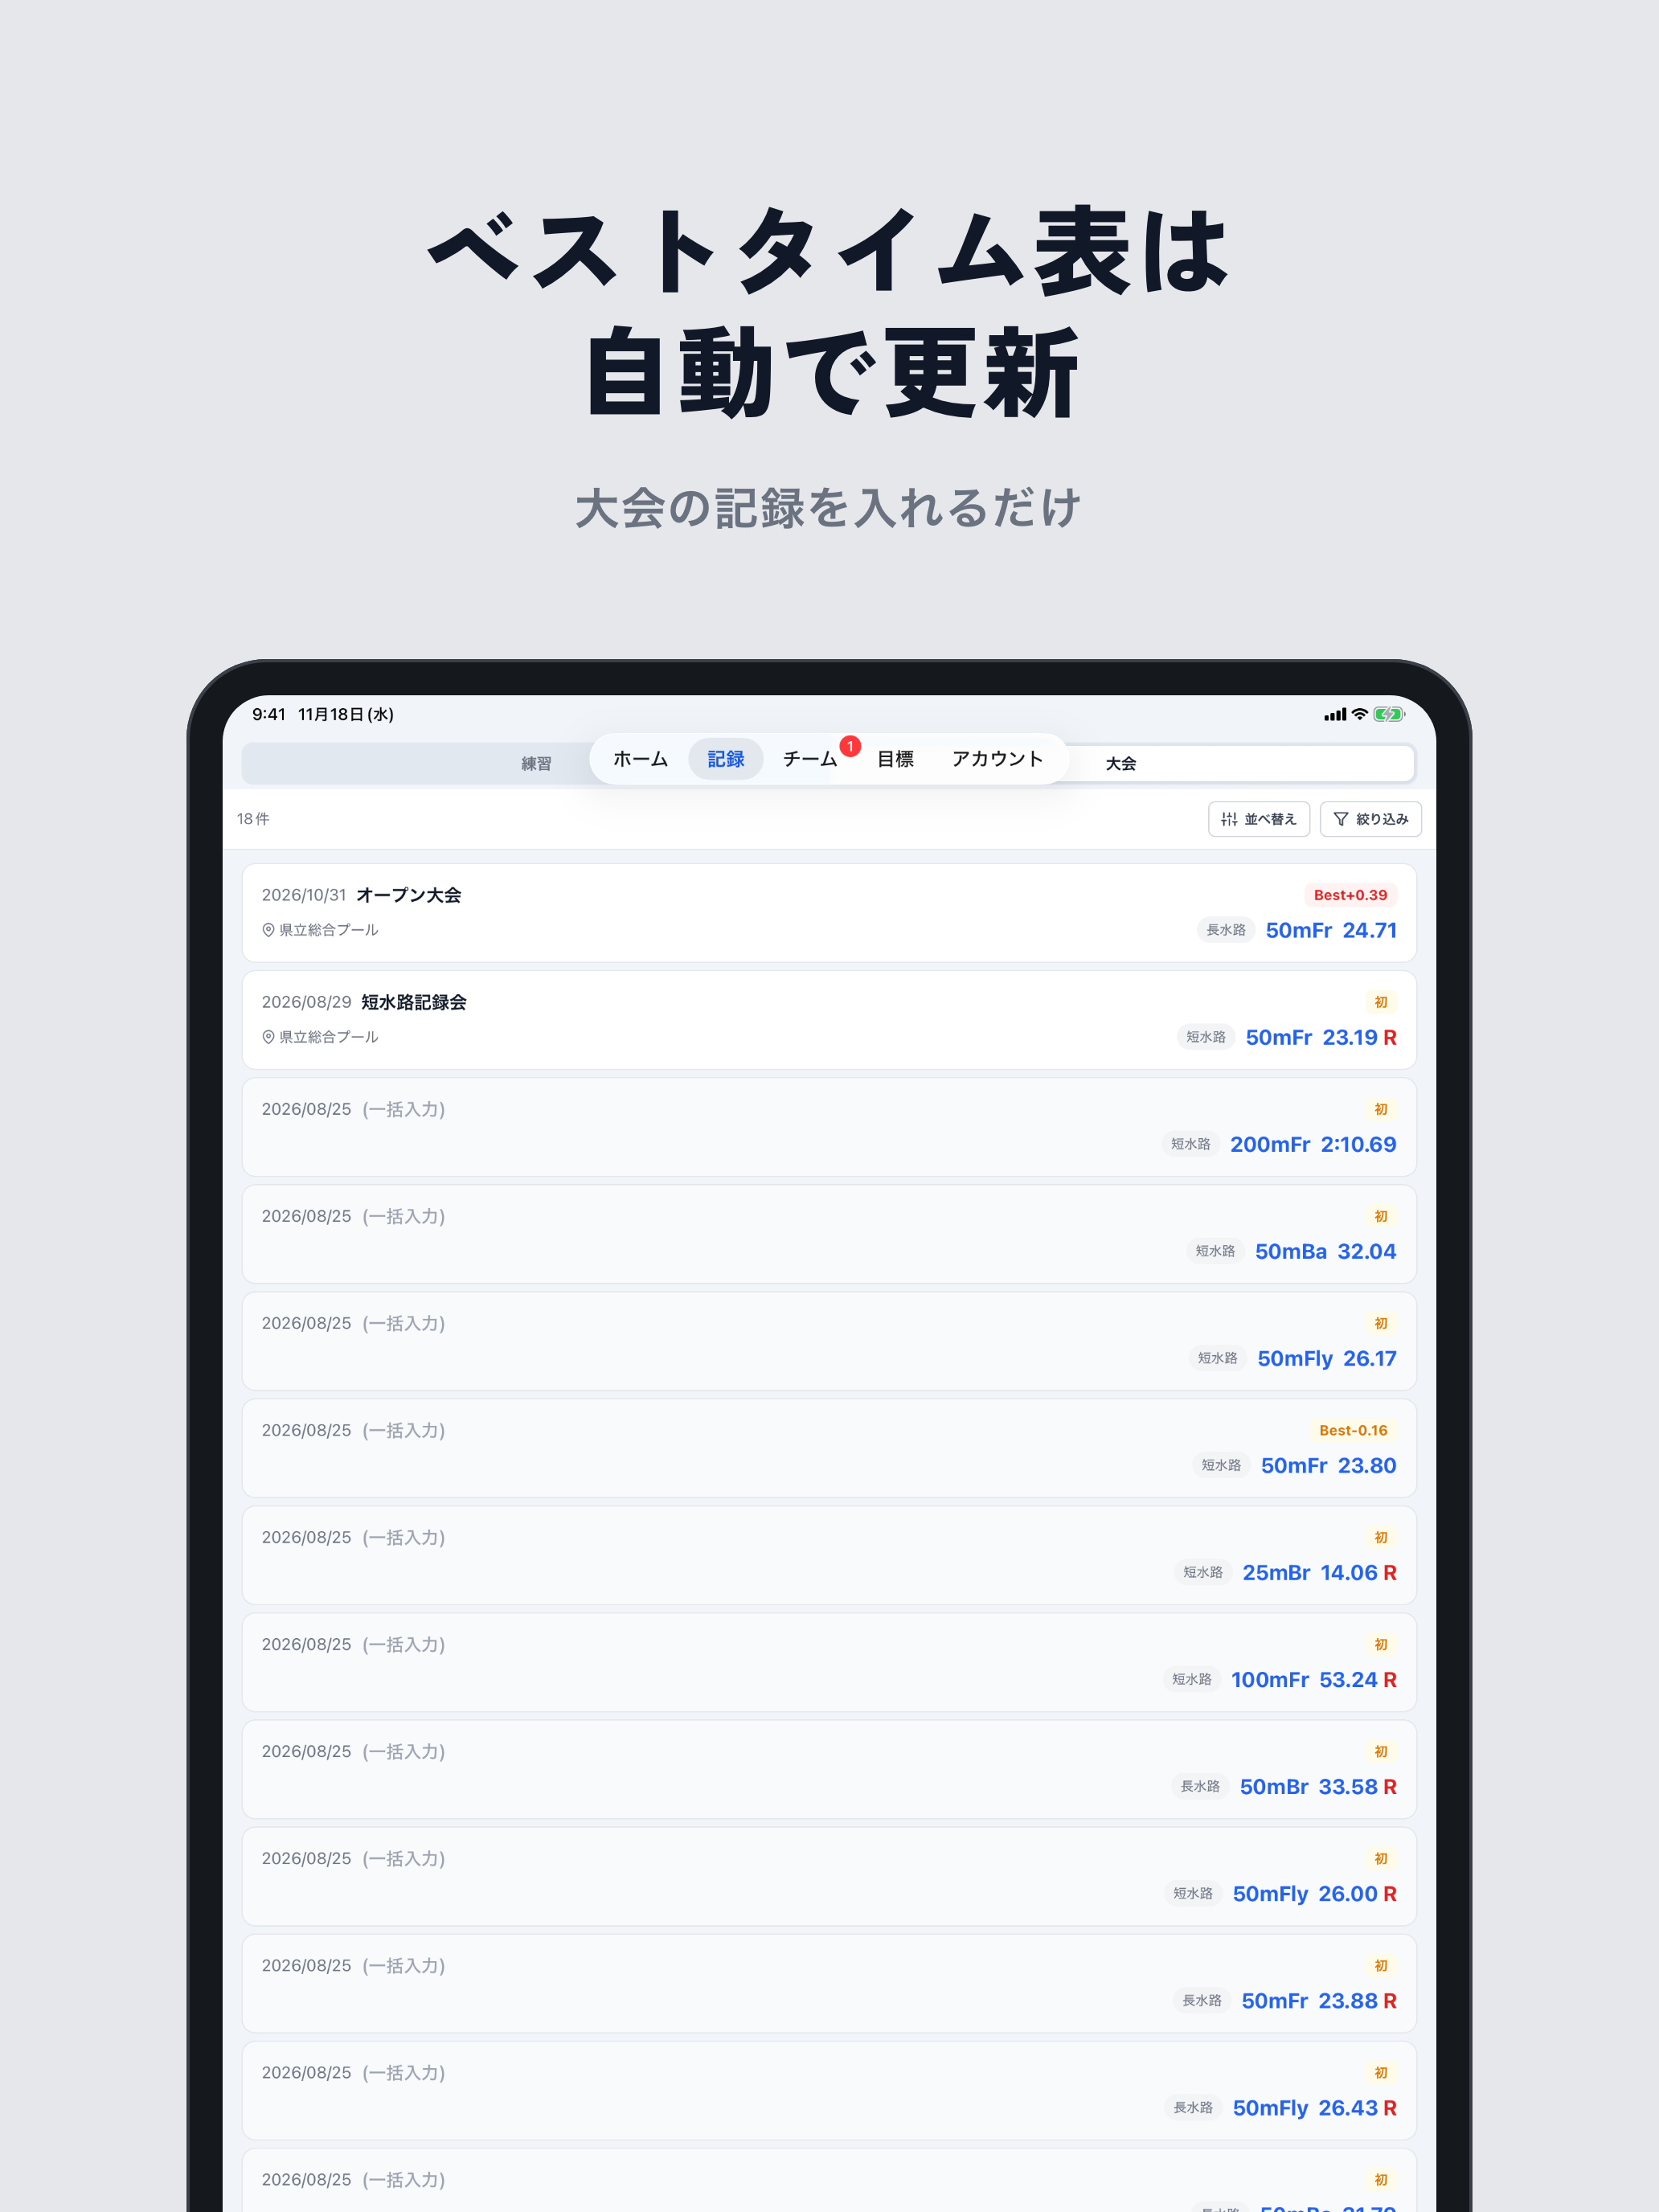 ベストタイム表は
自動で更新
大会の記録を入れるだけ
9:41 11月18日(水)
練習 ホーム 記録 チーム 1 目標 アカウント 大会
18件 並べ替え 絞り込み
2026/10/31 オープン大会 Best+0.39
県立総合プール 長水路 50mFr 24.71
2026/08/29 短水路記録会 初
県立総合プール 短水路 50mFr 23.19 R
2026/08/25 (一括入力) 初
短水路 200mFr 2:10.69
2026/08/25 (一括入力) 初
短水路 50mBa 32.04
2026/08/25 (一括入力) 初
短水路 50mFly 26.17
2026/08/25 (一括入力) Best-0.16
短水路 50mFr 23.80
2026/08/25 (一括入力) 初
短水路 25mBr 14.06 R
2026/08/25 (一括入力) 初
短水路 100mFr 53.24 R
2026/08/25 (一括入力) 初
長水路 50mBr 33.58 R
2026/08/25 (一括入力) 初
短水路 50mFly 26.00 R
2026/08/25 (一括入力) 初
長水路 50mFr 23.88 R
2026/08/25 (一括入力) 初
長水路 50mFly 26.43 R
2026/08/25 (一括入力) 初